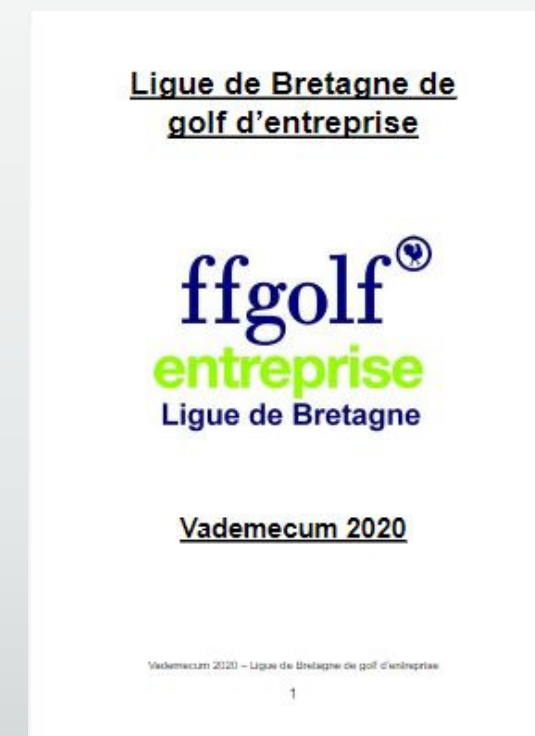 Ligue de Bretagne de
golf d'entreprise
ffgolf
entreprise
Ligue de Bretagne
Vademecum 2020
Vademecum 2020 – Ligue de Bretagne de golf d'entreprise
1